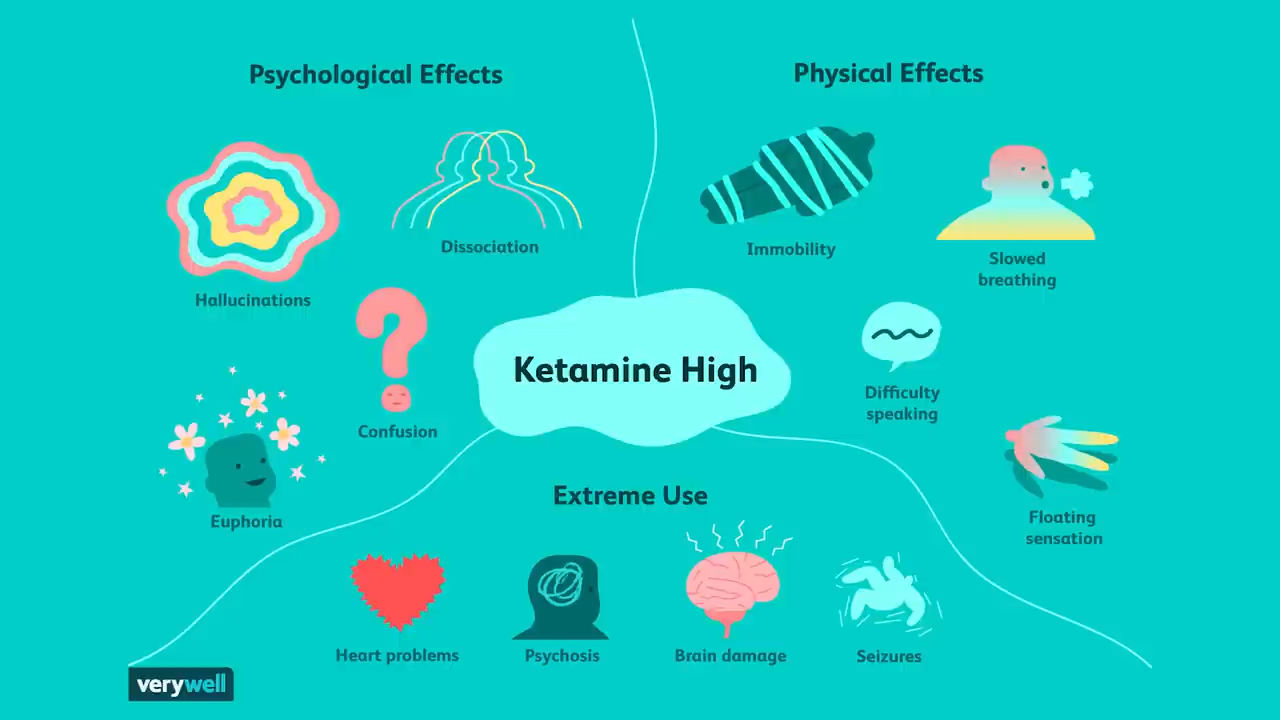 Psychological Effects
Hallucinations
Dissociation
Confusion
Euphoria
Physical Effects
Immobility
Slowed
breathing
Difficulty
speaking
Floating
sensation
Ketamine High
Extreme Use
Heart problems
Psychosis
Brain damage
Seizures
verywell